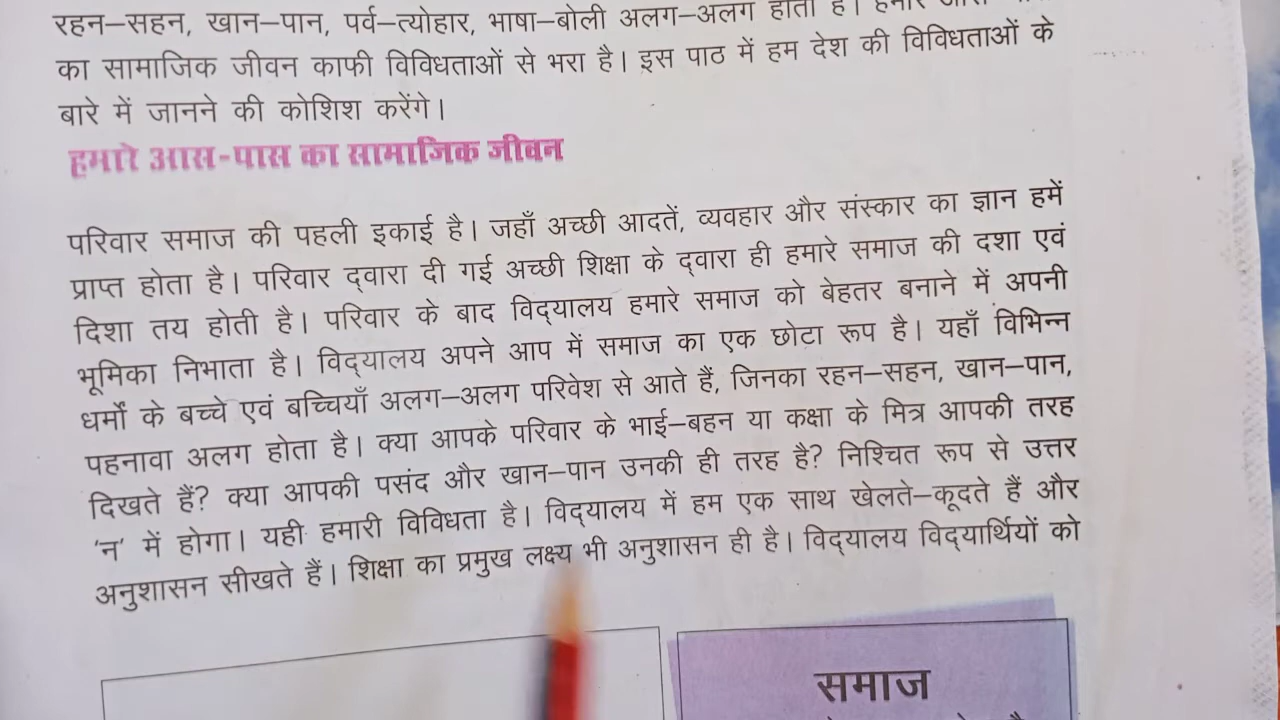 रहन–सहन, खान–पान, पर्व–त्योहार, भाषा–बोली अलग–अलग होती है। हमारे
का सामाजिक जीवन काफी विविधताओं से भरा है। इस पाठ में हम देश की विविधताओं के
बारे में जानने की कोशिश करेंगे।
हमारे आस-पास का सामाजिक जीवन
परिवार समाज की पहली इकाई है। जहाँ अच्छी आदतें, व्यवहार और संस्कार का ज्ञान हमें
प्राप्त होता है। परिवार द्वारा दी गई अच्छी शिक्षा के द्वारा ही हमारे समाज की दशा एवं
दिशा तय होती है। परिवार के बाद विद्यालय हमारे समाज को बेहतर बनाने में अपनी
भूमिका निभाता है। विद्यालय अपने आप में समाज का एक छोटा रूप है। यहाँ विभिन्न
धर्मों के बच्चे एवं बच्चियाँ अलग–अलग परिवेश से आते हैं, जिनका रहन–सहन, खान–पान,
पहनावा अलग होता है। क्या आपके परिवार के भाई–बहन या कक्षा के मित्र आपकी तरह
दिखते हैं? क्या आपकी पसंद और खान–पान उनकी ही तरह है? निश्चित रूप से उत्तर
'न' में होगा। यही हमारी विविधता है। विद्यालय में हम एक साथ खेलते–कूदते हैं और
अनुशासन सीखते हैं। शिक्षा का प्रमुख लक्ष्य भी अनुशासन ही है। विद्यालय विद्यार्थियों को
समाज